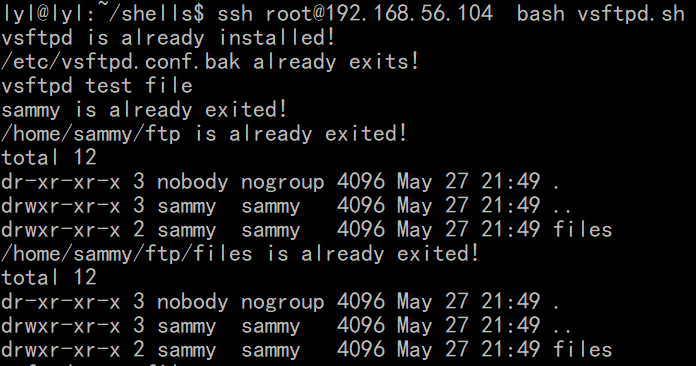 lyl@lyl:~/shells$ ssh root@192.168.56.104  bash vsftpd.sh
vsftpd is already installed!
/etc/vsftpd.conf.bak already exits!
vsftpd test file
sammy is already exited!
/home/sammy/ftp is already exited!
total 12
dr-xr-xr-x 3 nobody nogroup 4096 May 27 21:49 .
drwxr-xr-x 3 sammy  sammy   4096 May 27 21:49 ..
drwxr-xr-x 2 sammy  sammy   4096 May 27 21:49 files
/home/sammy/ftp/files is already exited!
total 12
dr-xr-xr-x 3 nobody nogroup 4096 May 27 21:49 .
drwxr-xr-x 3 sammy  sammy   4096 May 27 21:49 ..
drwxr-xr-x 2 sammy  sammy   4096 May 27 21:49 files